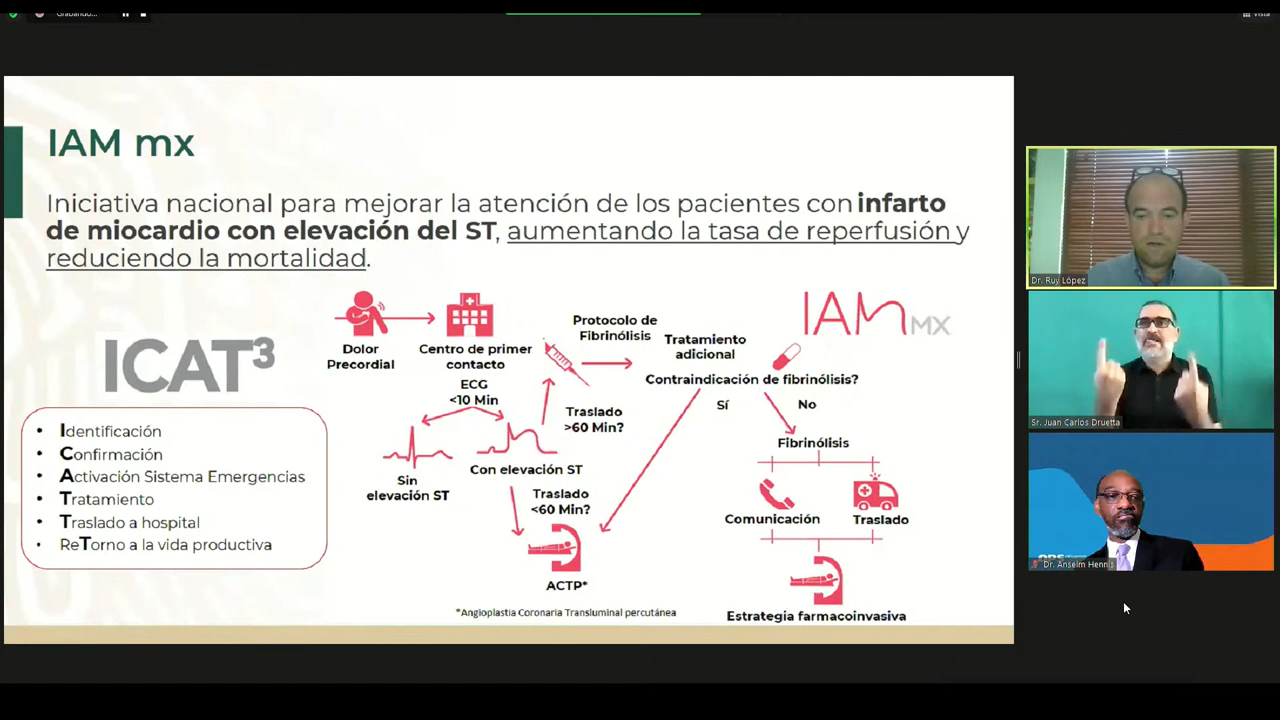 Grabando...
Vista
IAM mx
Iniciativa nacional para mejorar la atención de los pacientes con infarto
de miocardio con elevación del ST, aumentando la tasa de reperfusión y
reduciendo la mortalidad.
ICAT³
• Identificación
• Confirmación
• Activación Sistema Emergencias
• Tratamiento
• Traslado a hospital
• ReTorno a la vida productiva
Dolor
Precordial
Centro de primer
contacto
ECG
<10 Min
Sin
elevación ST
Con elevación ST
Traslado
>60 Min?
Traslado
<60 Min?
ACTP*
Protocolo de
Fibrinólisis
Tratamiento
adicional
Contraindicación de fibrinólisis?
Sí
No
Fibrinólisis
Comunicación
Traslado
Estrategia farmacoinvasiva
*Angioplastia Coronaria Transluminal percutánea
IAM MX
Dr. Ruy López
Sr. Juan Carlos Druetta
Dr. Anselm Hennis